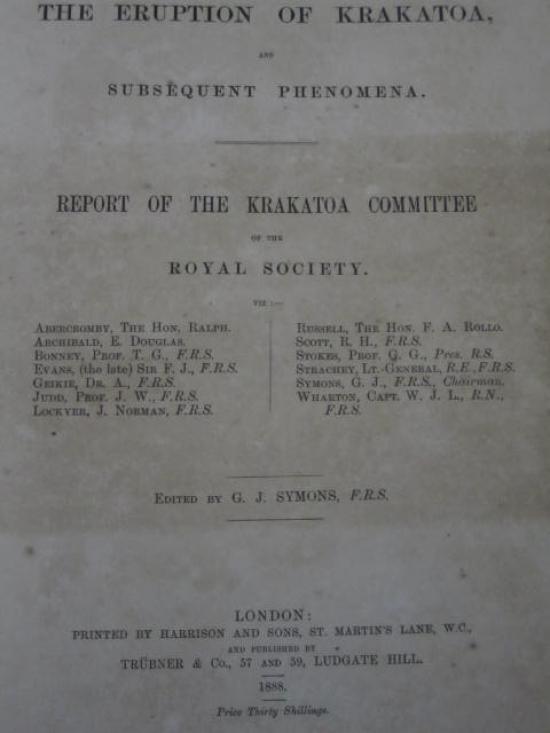 THE ERUPTION OF KRAKATOA,
AND
SUBSEQUENT PHENOMENA.
REPORT OF THE KRAKATOA COMMITTEE
OF THE
ROYAL SOCIETY.
VIZ :—
ABERCROMBY, THE HON. RALPH.
ARCHIBALD, E. DOUGLAS.
BONNEY, PROF. T. G., F.R.S.
EVANS, (the late) SIR F. J., F.R.S.
GEIKIE, DR. A., F.R.S.
JUDD, PROF. J. W., F.R.S.
LOCKYER, J. NORMAN, F.R.S.
RUSSELL, THE HON. F. A. ROLLO.
SCOTT, R. H., F.R.S.
STOKES, PROF. G. G., Pres. R.S.
STRACHEY, LT.-GENERAL, R.E., F.R.S.
SYMONS, G. J., F.R.S., Chairman.
WHARTON, CAPT. W. J. L., R.N.,
F.R.S.
EDITED BY G. J. SYMONS, F.R.S.
LONDON:
PRINTED BY HARRISON AND SONS, ST. MARTIN'S LANE, W.C.,
AND PUBLISHED BY
TRÜBNER & Co., 57 AND 59, LUDGATE HILL.
1888.
Price Thirty Shillings.